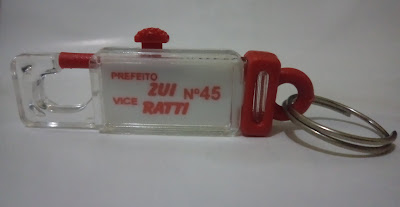 PREFEITO
ZUI Nº45
VICE RATTI